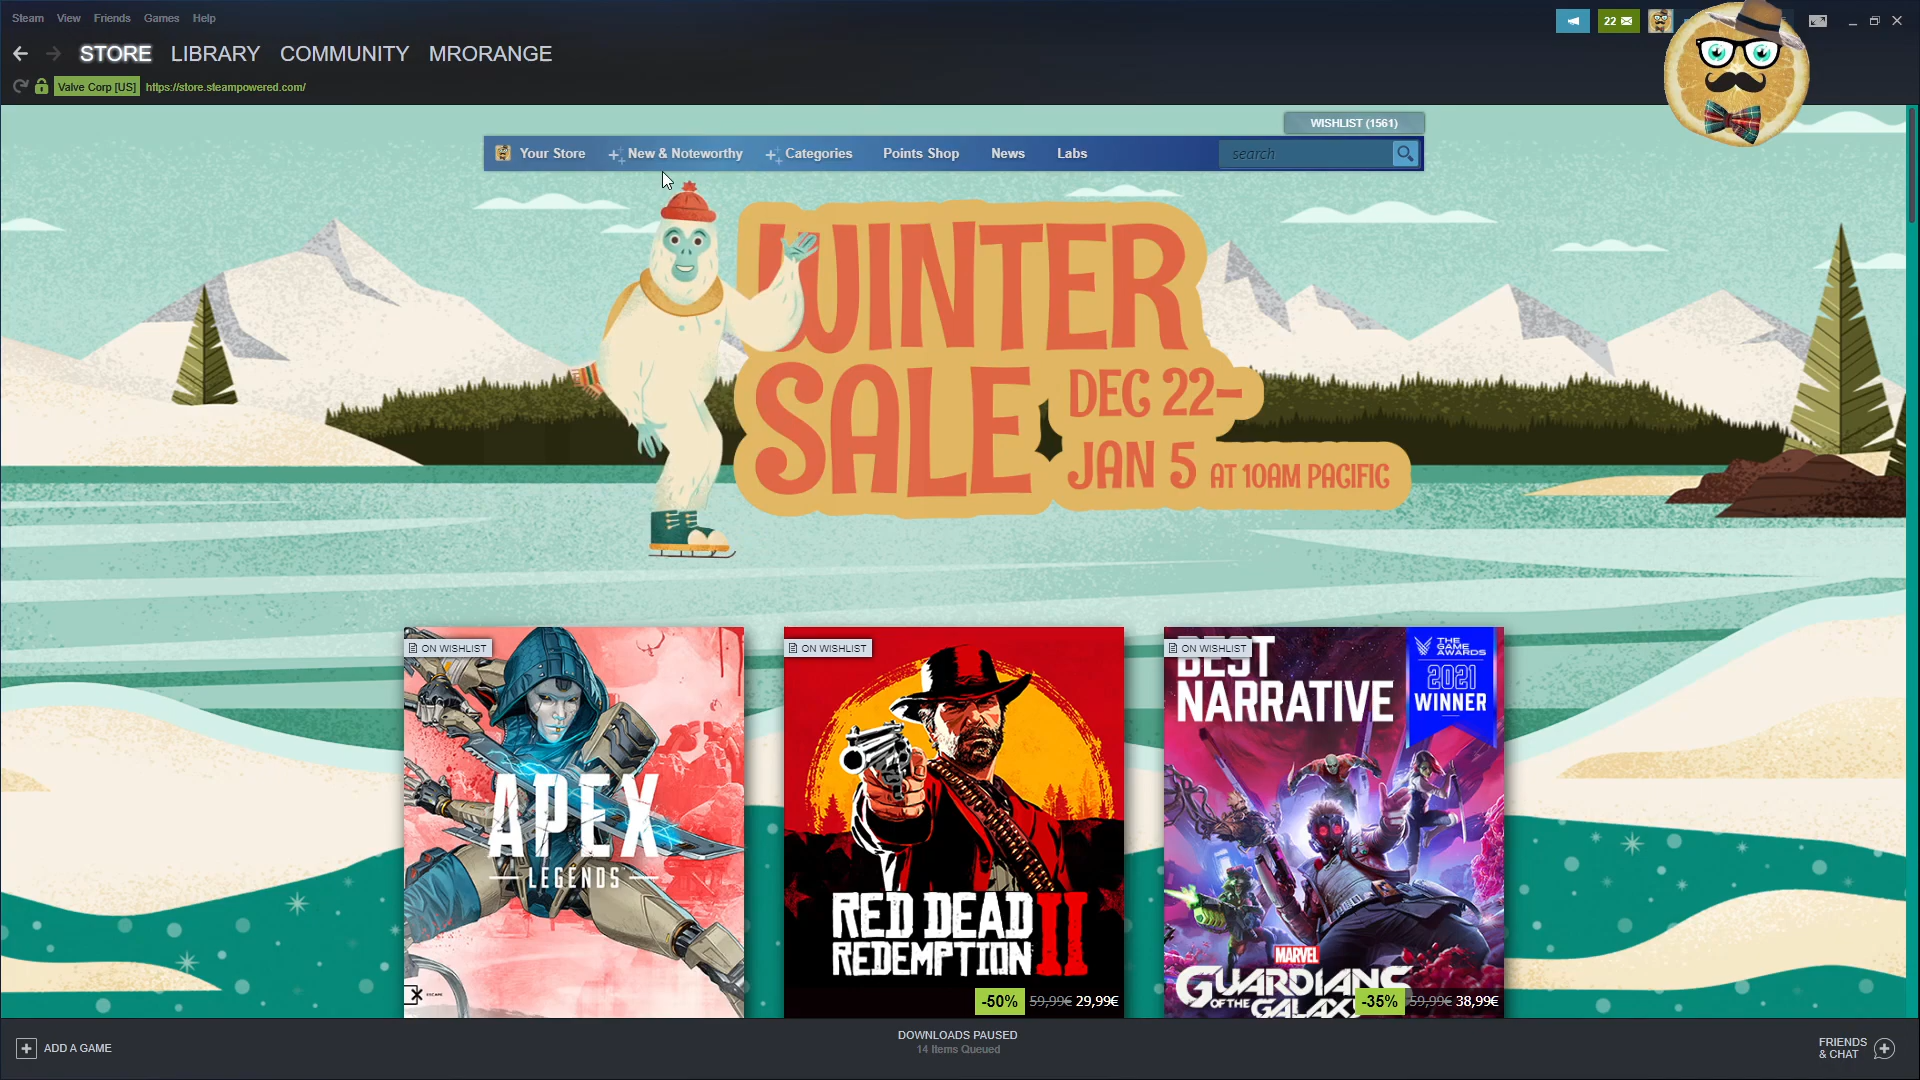 Steam View Friends Games Help
22
STORE LIBRARY COMMUNITY MRORANGE
Valve Corp [US] https://store.steampowered.com/
WISHLIST (1561)
Your Store New & Noteworthy Categories Points Shop News Labs search
WINTER
SALE
DEC 22–
JAN 5 AT 10AM PACIFIC
ON WISHLIST
APEX
LEGENDS
ESCAPE
ON WISHLIST
RED DEAD
REDEMPTION II
-50% 59,99€ 29,99€
ON WISHLIST
BEST
NARRATIVE
THE GAME AWARDS
2021
WINNER
MARVEL
GUARDIANS
OF THE GALAXY
-35% 59,99€ 38,99€
ADD A GAME
DOWNLOADS PAUSED
14 Items Queued
FRIENDS
& CHAT